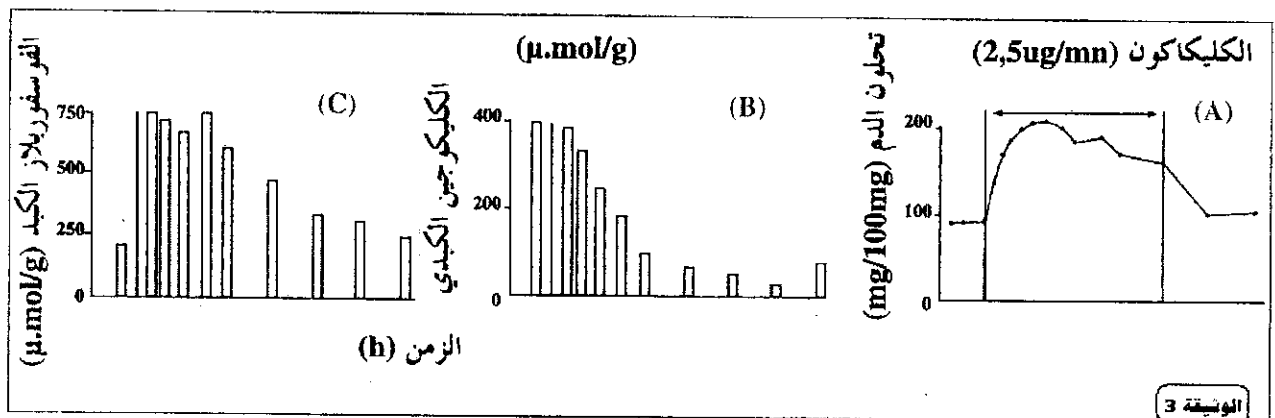 الكليكاكون (2,5ug/mn)
(A)
تحلون الدم (mg/100mg)
200
100
0
(μ.mol/g)
(B)
الكليكوجين الكبدي
400
200
0
(C)
الفوسفوريلاز الكبد (μ.mol/g)
750
500
250
0
الزمن (h)
الوثيقة 3